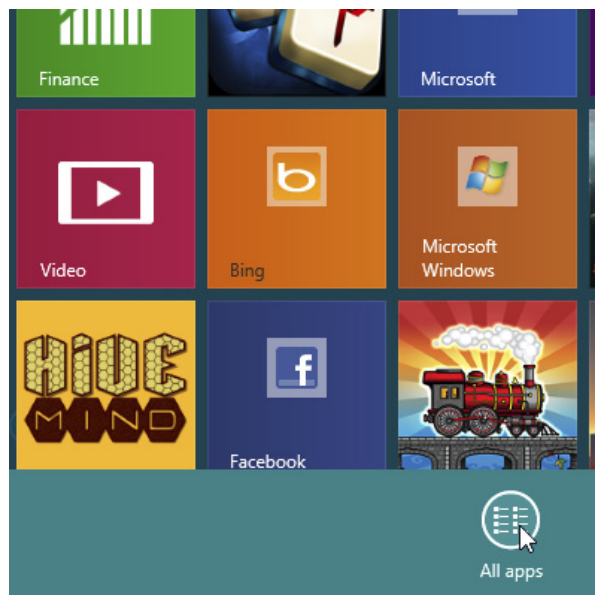 Finance
Microsoft
Video
Bing
Microsoft
Windows
HIVE
MIND
Facebook
All apps